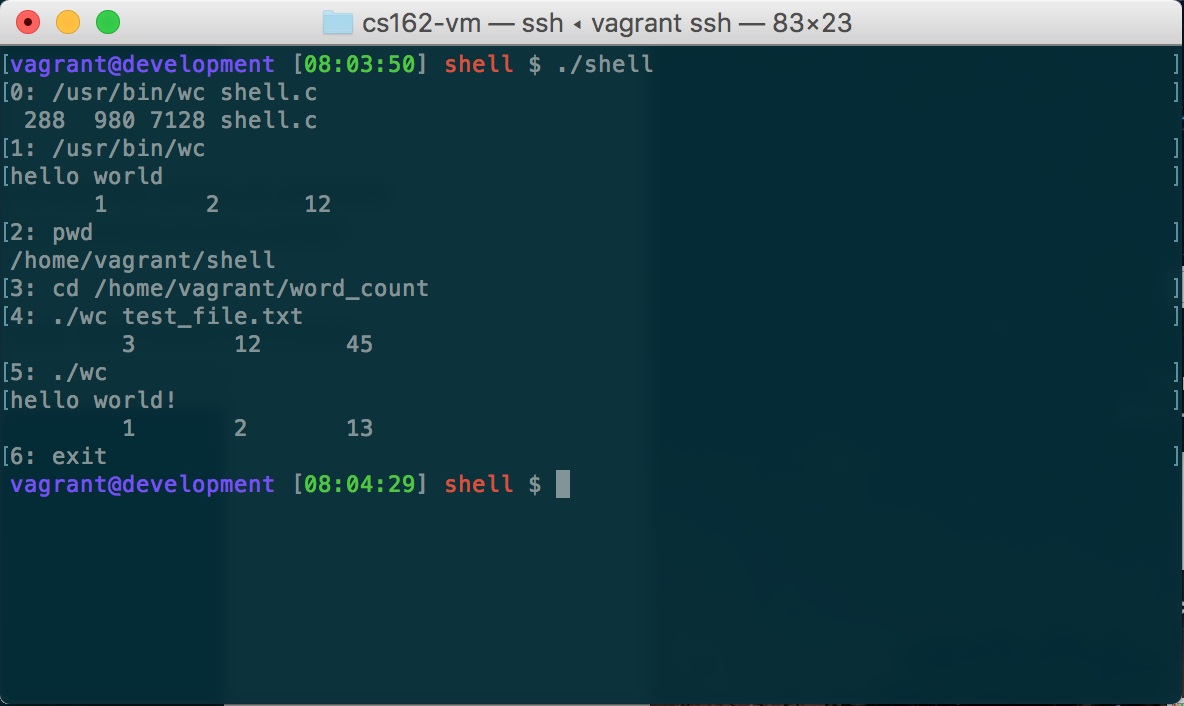 cs162-vm — ssh ◂ vagrant ssh — 83×23
[vagrant@development [08:03:50] shell $ ./shell ]
[0: /usr/bin/wc shell.c ]
  288  980 7128 shell.c
[1: /usr/bin/wc ]
[hello world ]
      1       2      12
[2: pwd ]
/home/vagrant/shell
[3: cd /home/vagrant/word_count ]
[4: ./wc test_file.txt ]
        3       12      45
[5: ./wc ]
[hello world! ]
        1       2       13
[6: exit ]
vagrant@development [08:04:29] shell $